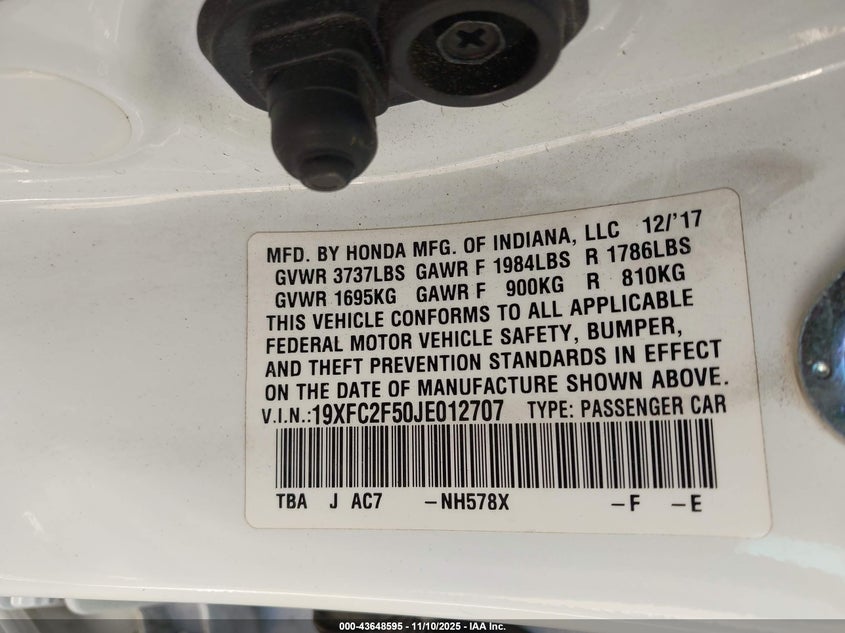 MFD. BY HONDA MFG. OF INDIANA, LLC 12/'17
GVWR 3737LBS GAWR F 1984LBS R 1786LBS
GVWR 1695KG GAWR F 900KG R 810KG
THIS VEHICLE CONFORMS TO ALL APPLICABLE
FEDERAL MOTOR VEHICLE SAFETY, BUMPER,
AND THEFT PREVENTION STANDARDS IN EFFECT
ON THE DATE OF MANUFACTURE SHOWN ABOVE.
V.I.N.:19XFC2F50JE012707 TYPE: PASSENGER CAR
TBA J AC7 –NH578X –F –E
000-43648595 — 11/10/2025 — IAA Inc.